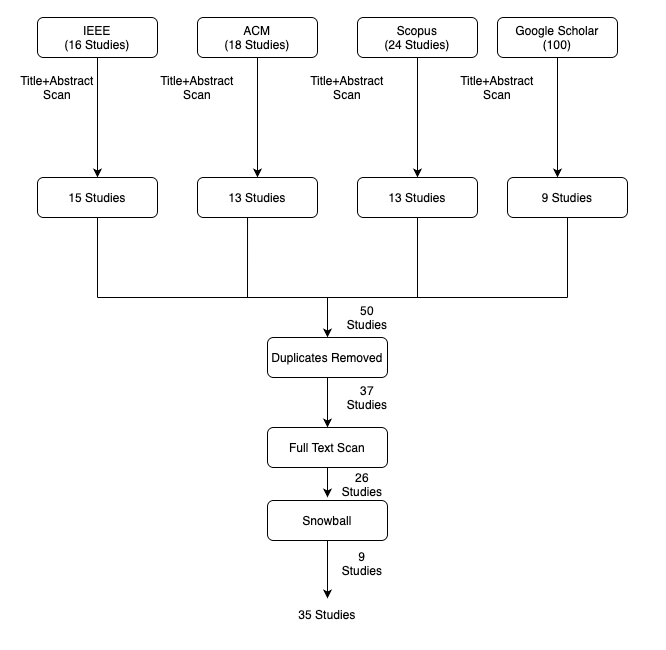 IEEE
(16 Studies)
ACM
(18 Studies)
Scopus
(24 Studies)
Google Scholar
(100)
Title+Abstract
Scan
Title+Abstract
Scan
Title+Abstract
Scan
Title+Abstract
Scan
15 Studies
13 Studies
13 Studies
9 Studies
50
Studies
Duplicates Removed
37
Studies
Full Text Scan
26
Studies
Snowball
9
Studies
35 Studies